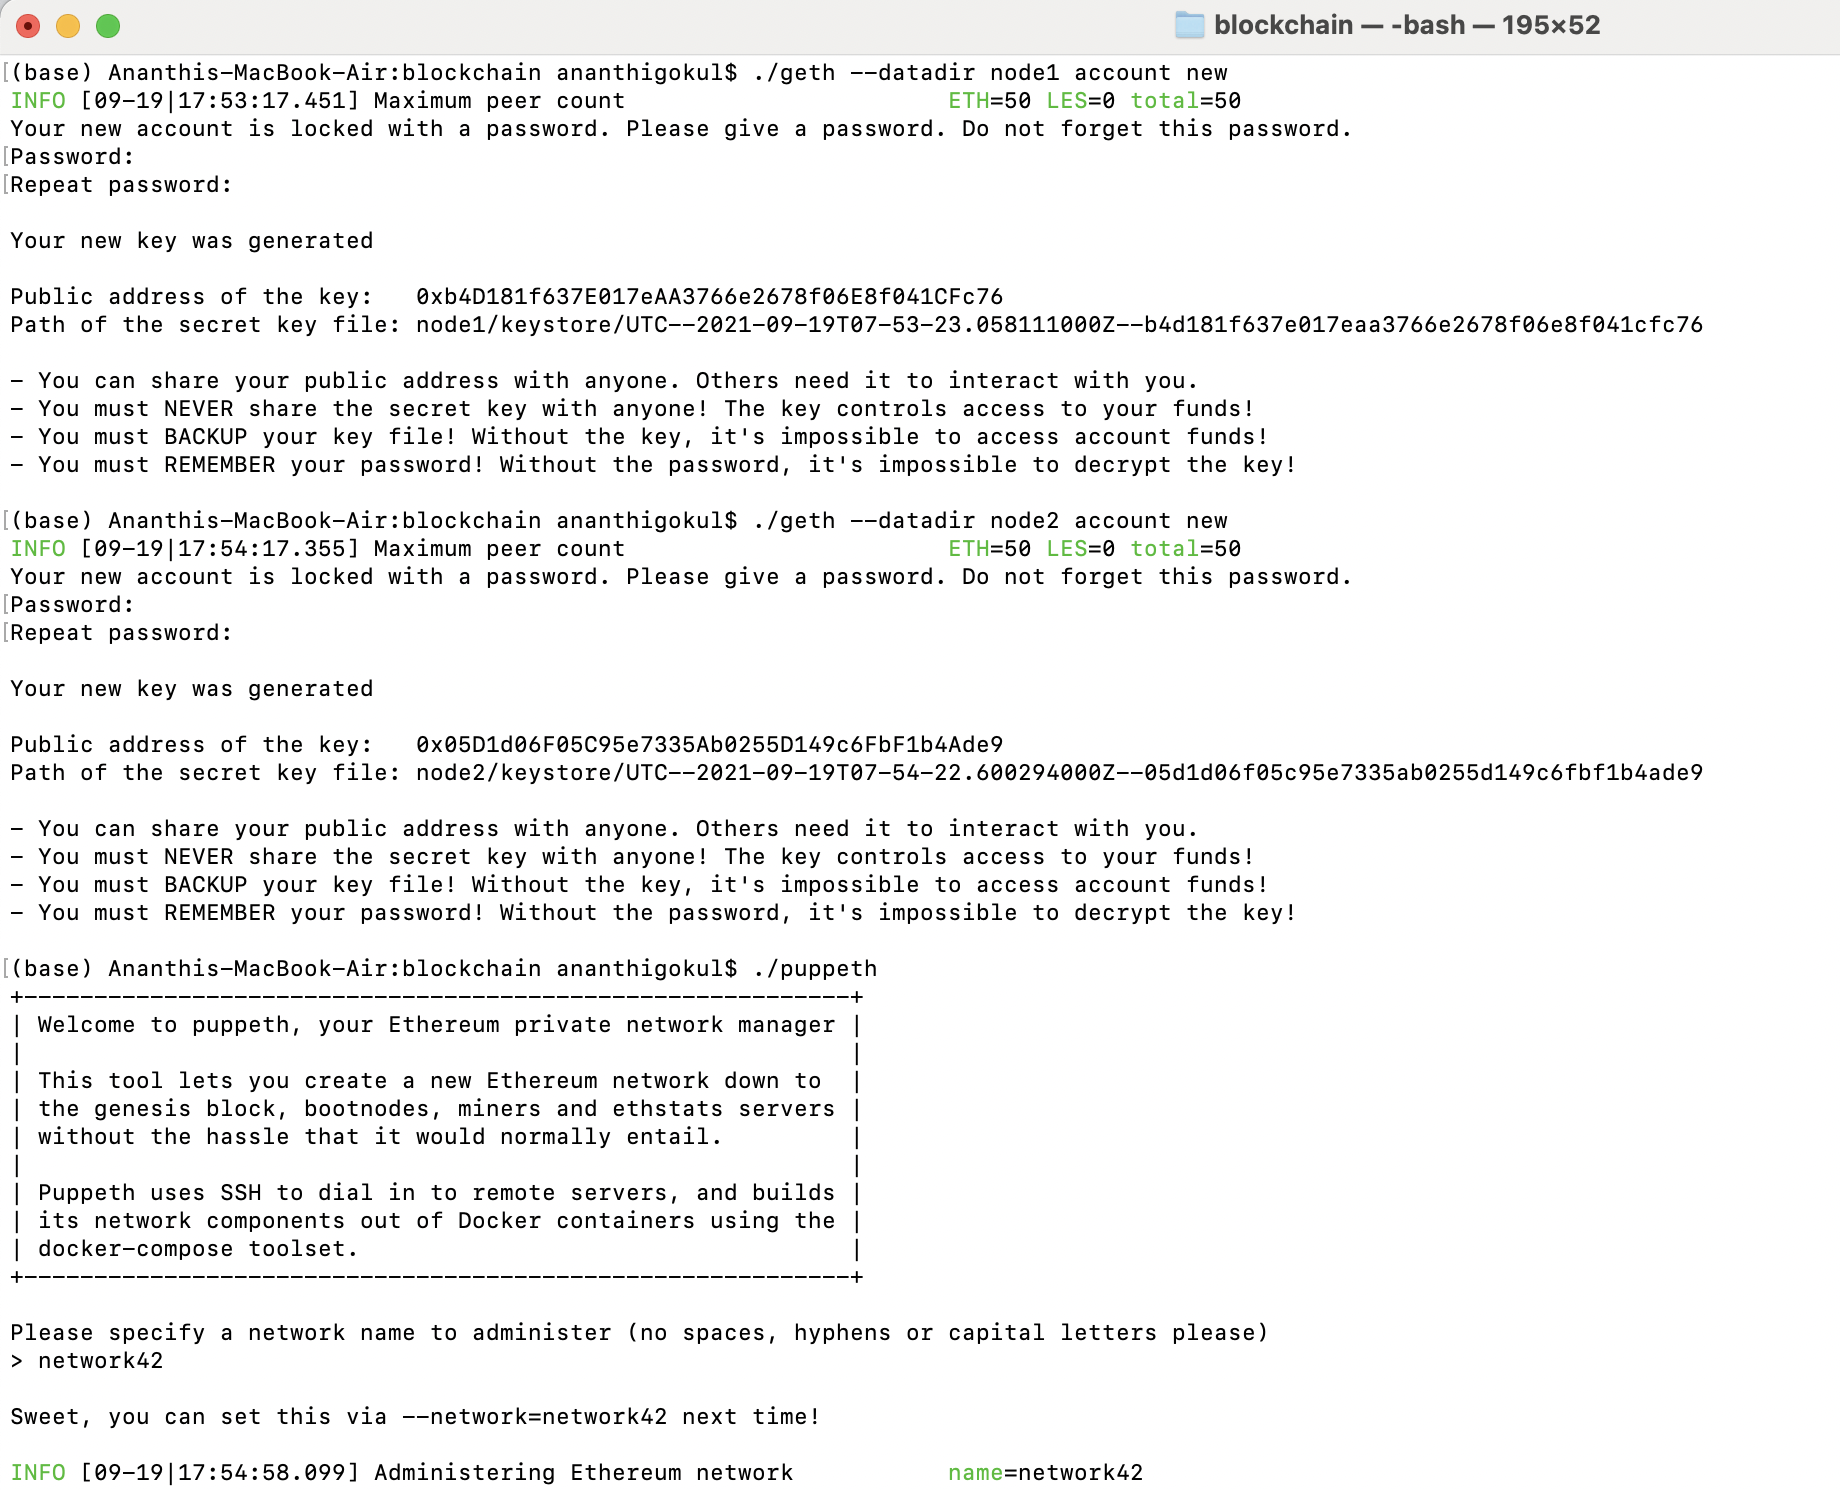 blockchain — -bash — 195×52
(base) Ananthis-MacBook-Air:blockchain ananthigokul$ ./geth --datadir node1 account new
INFO [09-19|17:53:17.451] Maximum peer count                       ETH=50 LES=0 total=50
Your new account is locked with a password. Please give a password. Do not forget this password.
Password:
Repeat password:
Your new key was generated
Public address of the key:   0xb4D181f637E017eAA3766e2678f06E8f041CFc76
Path of the secret key file: node1/keystore/UTC--2021-09-19T07-53-23.058111000Z--b4d181f637e017eaa3766e2678f06e8f041cfc76
- You can share your public address with anyone. Others need it to interact with you.
- You must NEVER share the secret key with anyone! The key controls access to your funds!
- You must BACKUP your key file! Without the key, it's impossible to access account funds!
- You must REMEMBER your password! Without the password, it's impossible to decrypt the key!
(base) Ananthis-MacBook-Air:blockchain ananthigokul$ ./geth --datadir node2 account new
INFO [09-19|17:54:17.355] Maximum peer count                       ETH=50 LES=0 total=50
Your new account is locked with a password. Please give a password. Do not forget this password.
Password:
Repeat password:
Your new key was generated
Public address of the key:   0x05D1d06F05C95e7335Ab0255D149c6FbF1b4Ade9
Path of the secret key file: node2/keystore/UTC--2021-09-19T07-54-22.600294000Z--05d1d06f05c95e7335ab0255d149c6fbf1b4ade9
- You can share your public address with anyone. Others need it to interact with you.
- You must NEVER share the secret key with anyone! The key controls access to your funds!
- You must BACKUP your key file! Without the key, it's impossible to access account funds!
- You must REMEMBER your password! Without the password, it's impossible to decrypt the key!
(base) Ananthis-MacBook-Air:blockchain ananthigokul$ ./puppeth
+-----------------------------------------------------------+
| Welcome to puppeth, your Ethereum private network manager |
|                                                           |
| This tool lets you create a new Ethereum network down to  |
| the genesis block, bootnodes, miners and ethstats servers |
| without the hassle that it would normally entail.         |
|                                                           |
| Puppeth uses SSH to dial in to remote servers, and builds |
| its network components out of Docker containers using the |
| docker-compose toolset.                                   |
+-----------------------------------------------------------+
Please specify a network name to administer (no spaces, hyphens or capital letters please)
> network42
Sweet, you can set this via --network=network42 next time!
INFO [09-19|17:54:58.099] Administering Ethereum network           name=network42